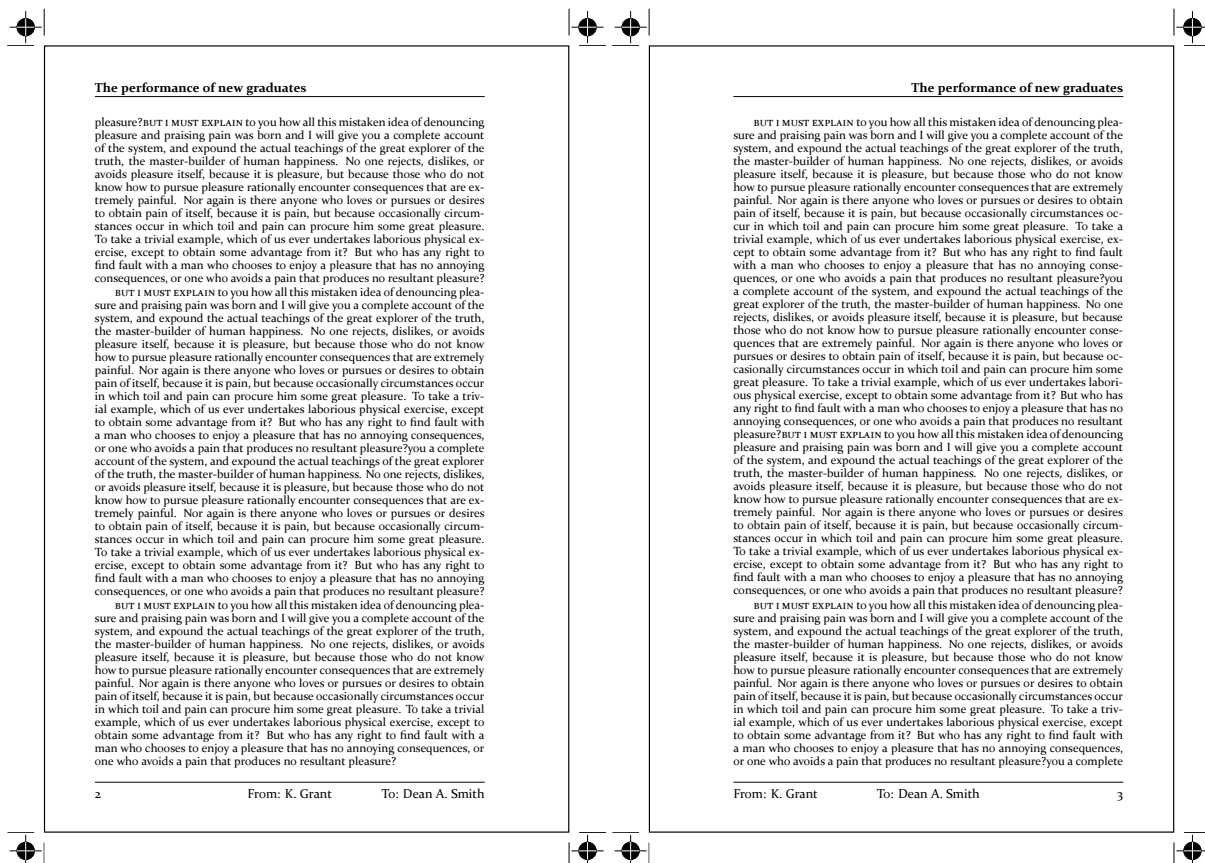 The performance of new graduates
pleasure?BUT I MUST EXPLAIN to you how all this mistaken idea of denouncing
pleasure and praising pain was born and I will give you a complete account
of the system, and expound the actual teachings of the great explorer of the
truth, the master-builder of human happiness. No one rejects, dislikes, or
avoids pleasure itself, because it is pleasure, but because those who do not
know how to pursue pleasure rationally encounter consequences that are ex-
tremely painful. Nor again is there anyone who loves or pursues or desires
to obtain pain of itself, because it is pain, but because occasionally circum-
stances occur in which toil and pain can procure him some great pleasure.
To take a trivial example, which of us ever undertakes laborious physical ex-
ercise, except to obtain some advantage from it? But who has any right to
find fault with a man who chooses to enjoy a pleasure that has no annoying
consequences, or one who avoids a pain that produces no resultant pleasure?
BUT I MUST EXPLAIN to you how all this mistaken idea of denouncing plea-
sure and praising pain was born and I will give you a complete account of the
system, and expound the actual teachings of the great explorer of the truth,
the master-builder of human happiness. No one rejects, dislikes, or avoids
pleasure itself, because it is pleasure, but because those who do not know
how to pursue pleasure rationally encounter consequences that are extremely
painful. Nor again is there anyone who loves or pursues or desires to obtain
pain of itself, because it is pain, but because occasionally circumstances occur
in which toil and pain can procure him some great pleasure. To take a triv-
ial example, which of us ever undertakes laborious physical exercise, except
to obtain some advantage from it? But who has any right to find fault with
a man who chooses to enjoy a pleasure that has no annoying consequences,
or one who avoids a pain that produces no resultant pleasure?you a complete
account of the system, and expound the actual teachings of the great explorer
of the truth, the master-builder of human happiness. No one rejects, dislikes,
or avoids pleasure itself, because it is pleasure, but because those who do not
know how to pursue pleasure rationally encounter consequences that are ex-
tremely painful. Nor again is there anyone who loves or pursues or desires
to obtain pain of itself, because it is pain, but because occasionally circum-
stances occur in which toil and pain can procure him some great pleasure.
To take a trivial example, which of us ever undertakes laborious physical ex-
ercise, except to obtain some advantage from it? But who has any right to
find fault with a man who chooses to enjoy a pleasure that has no annoying
consequences, or one who avoids a pain that produces no resultant pleasure?
BUT I MUST EXPLAIN to you how all this mistaken idea of denouncing plea-
sure and praising pain was born and I will give you a complete account of the
system, and expound the actual teachings of the great explorer of the truth,
the master-builder of human happiness. No one rejects, dislikes, or avoids
pleasure itself, because it is pleasure, but because those who do not know
how to pursue pleasure rationally encounter consequences that are extremely
painful. Nor again is there anyone who loves or pursues or desires to obtain
pain of itself, because it is pain, but because occasionally circumstances occur
in which toil and pain can procure him some great pleasure. To take a trivial
example, which of us ever undertakes laborious physical exercise, except to
obtain some advantage from it? But who has any right to find fault with a
man who chooses to enjoy a pleasure that has no annoying consequences, or
one who avoids a pain that produces no resultant pleasure?
2 From: K. Grant To: Dean A. Smith
The performance of new graduates
BUT I MUST EXPLAIN to you how all this mistaken idea of denouncing plea-
sure and praising pain was born and I will give you a complete account of the
system, and expound the actual teachings of the great explorer of the truth,
the master-builder of human happiness. No one rejects, dislikes, or avoids
pleasure itself, because it is pleasure, but because those who do not know
how to pursue pleasure rationally encounter consequences that are extremely
painful. Nor again is there anyone who loves or pursues or desires to obtain
pain of itself, because it is pain, but because occasionally circumstances oc-
cur in which toil and pain can procure him some great pleasure. To take a
trivial example, which of us ever undertakes laborious physical exercise, ex-
cept to obtain some advantage from it? But who has any right to find fault
with a man who chooses to enjoy a pleasure that has no annoying conse-
quences, or one who avoids a pain that produces no resultant pleasure?you
a complete account of the system, and expound the actual teachings of the
great explorer of the truth, the master-builder of human happiness. No one
rejects, dislikes, or avoids pleasure itself, because it is pleasure, but because
those who do not know how to pursue pleasure rationally encounter conse-
quences that are extremely painful. Nor again is there anyone who loves or
pursues or desires to obtain pain of itself, because it is pain, but because oc-
casionally circumstances occur in which toil and pain can procure him some
great pleasure. To take a trivial example, which of us ever undertakes labori-
ous physical exercise, except to obtain some advantage from it? But who has
any right to find fault with a man who chooses to enjoy a pleasure that has no
annoying consequences, or one who avoids a pain that produces no resultant
pleasure?BUT I MUST EXPLAIN to you how all this mistaken idea of denouncing
pleasure and praising pain was born and I will give you a complete account
of the system, and expound the actual teachings of the great explorer of the
truth, the master-builder of human happiness. No one rejects, dislikes, or
avoids pleasure itself, because it is pleasure, but because those who do not
know how to pursue pleasure rationally encounter consequences that are ex-
tremely painful. Nor again is there anyone who loves or pursues or desires
to obtain pain of itself, because it is pain, but because occasionally circum-
stances occur in which toil and pain can procure him some great pleasure.
To take a trivial example, which of us ever undertakes laborious physical ex-
ercise, except to obtain some advantage from it? But who has any right to
find fault with a man who chooses to enjoy a pleasure that has no annoying
consequences, or one who avoids a pain that produces no resultant pleasure?
BUT I MUST EXPLAIN to you how all this mistaken idea of denouncing plea-
sure and praising pain was born and I will give you a complete account of the
system, and expound the actual teachings of the great explorer of the truth,
the master-builder of human happiness. No one rejects, dislikes, or avoids
pleasure itself, because it is pleasure, but because those who do not know
how to pursue pleasure rationally encounter consequences that are extremely
painful. Nor again is there anyone who loves or pursues or desires to obtain
pain of itself, because it is pain, but because occasionally circumstances occur
in which toil and pain can procure him some great pleasure. To take a triv-
ial example, which of us ever undertakes laborious physical exercise, except
to obtain some advantage from it? But who has any right to find fault with
a man who chooses to enjoy a pleasure that has no annoying consequences,
or one who avoids a pain that produces no resultant pleasure?you a complete
From: K. Grant To: Dean A. Smith 3